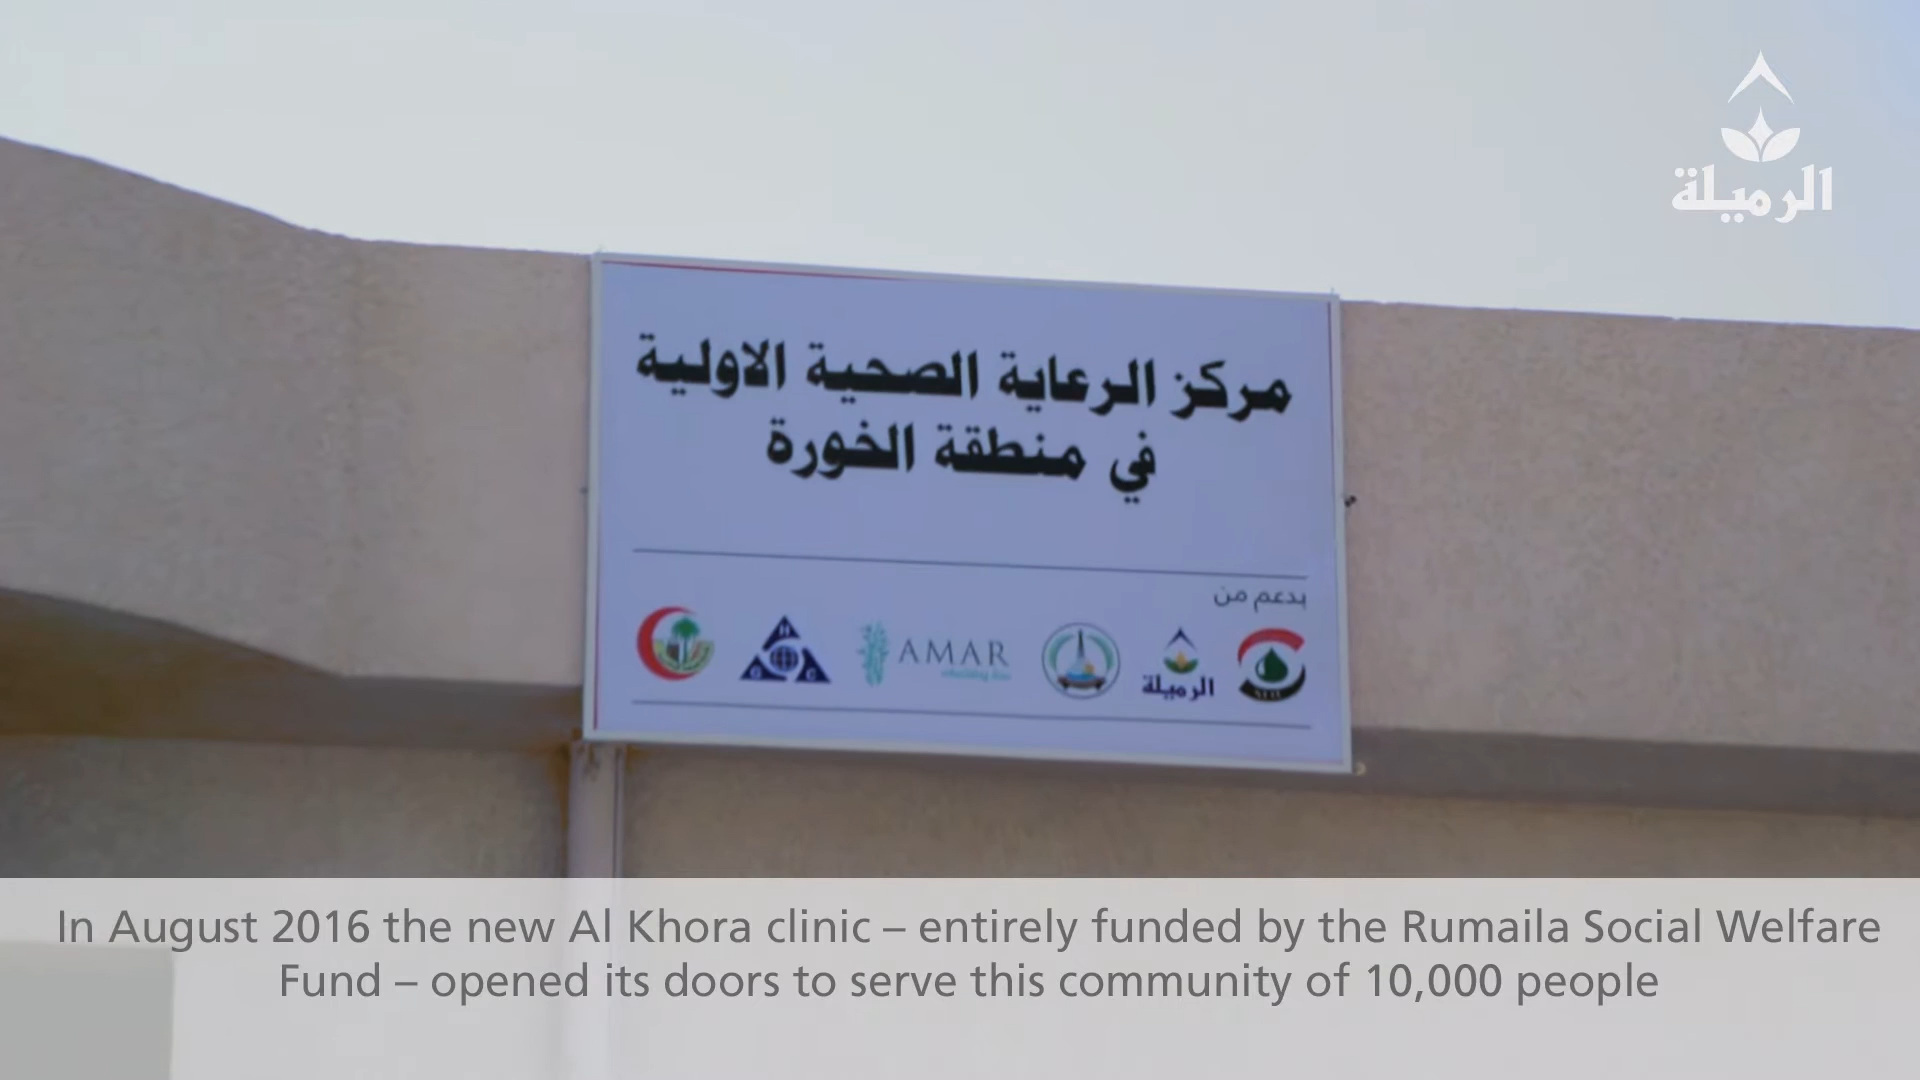 الرميلة
مركز الرعاية الصحية الاولية
في منطقة الخورة
بدعم من
H
O C
AMAR
الرميلة
In August 2016 the new Al Khora clinic – entirely funded by the Rumaila Social Welfare
Fund – opened its doors to serve this community of 10,000 people